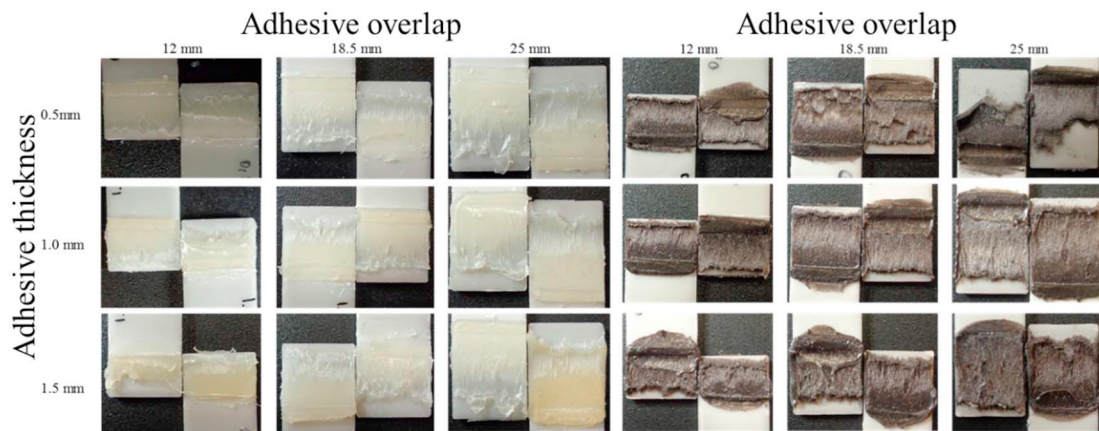 Adhesive overlap Adhesive overlap
12 mm 18.5 mm 25 mm 12 mm 18.5 mm 25 mm
Adhesive thickness
0.5mm
1.0 mm
1.5 mm